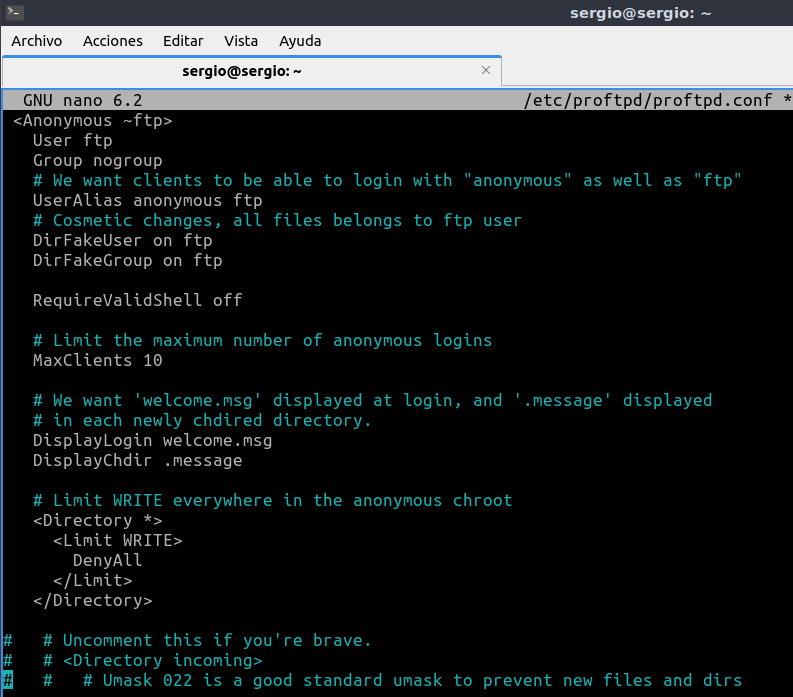 sergio@sergio: ~
Archivo Acciones Editar Vista Ayuda
sergio@sergio: ~ ×
GNU nano 6.2 /etc/proftpd/proftpd.conf *
<Anonymous ~ftp>
User ftp
Group nogroup
# We want clients to be able to login with "anonymous" as well as "ftp"
UserAlias anonymous ftp
# Cosmetic changes, all files belongs to ftp user
DirFakeUser on ftp
DirFakeGroup on ftp
RequireValidShell off
# Limit the maximum number of anonymous logins
MaxClients 10
# We want 'welcome.msg' displayed at login, and '.message' displayed
# in each newly chdired directory.
DisplayLogin welcome.msg
DisplayChdir .message
# Limit WRITE everywhere in the anonymous chroot
<Directory *>
<Limit WRITE>
DenyAll
</Limit>
</Directory>
# # Uncomment this if you're brave.
# # <Directory incoming>
# # # Umask 022 is a good standard umask to prevent new files and dirs